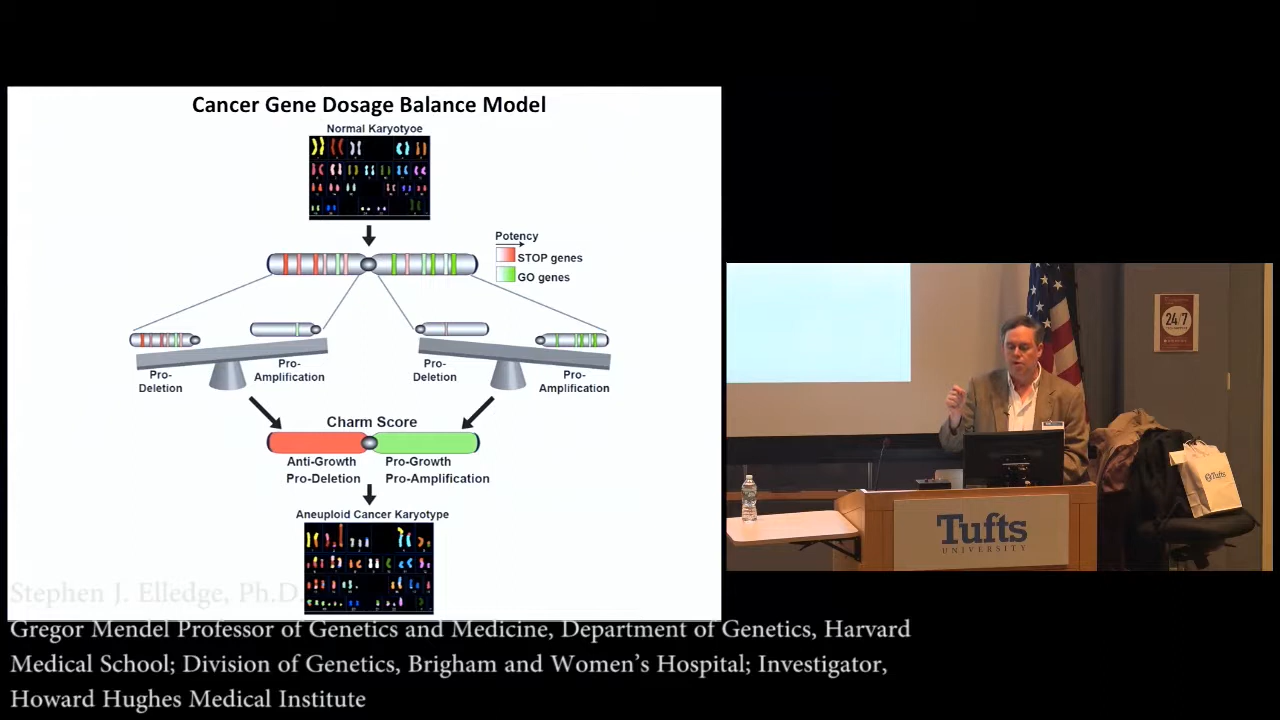 Cancer Gene Dosage Balance Model
Normal Karyotyoe
Potency
STOP genes
GO genes
Pro-
Deletion
Pro-
Amplification
Pro-
Deletion
Pro-
Amplification
Charm Score
Anti-Growth
Pro-Deletion
Pro-Growth
Pro-Amplification
Aneuploid Cancer Karyotype
24/7
Tufts
Tufts
UNIVERSITY
Stephen J. Elledge, Ph.D.
Gregor Mendel Professor of Genetics and Medicine, Department of Genetics, Harvard
Medical School; Division of Genetics, Brigham and Women's Hospital; Investigator,
Howard Hughes Medical Institute